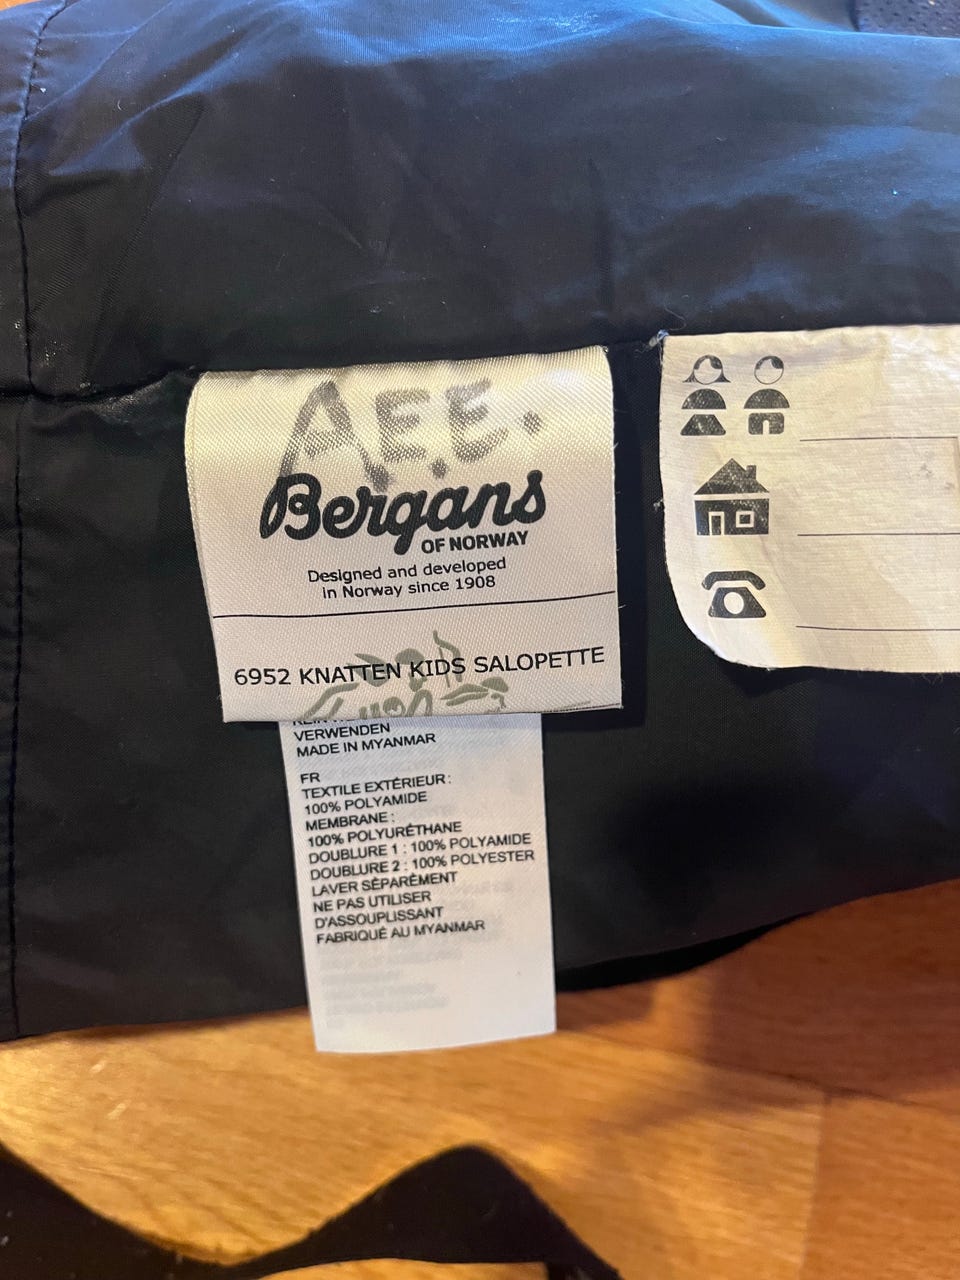 A.E.E.
Bergans
OF NORWAY
Designed and developed
in Norway since 1908
6952 KNATTEN KIDS SALOPETTE
VERWENDEN
MADE IN MYANMAR
FR
TEXTILE EXTÉRIEUR :
100% POLYAMIDE
MEMBRANE :
100% POLYURÉTHANE
DOUBLURE 1 : 100% POLYAMIDE
DOUBLURE 2 : 100% POLYESTER
LAVER SÉPARÉMENT
NE PAS UTILISER
D'ASSOUPLISSANT
FABRIQUÉ AU MYANMAR